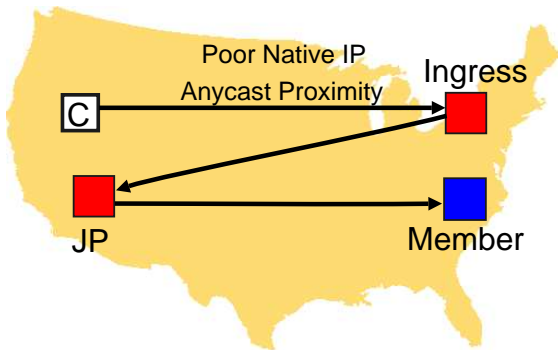 Poor Native IP
Anycast Proximity
Ingress
C
JP
Member